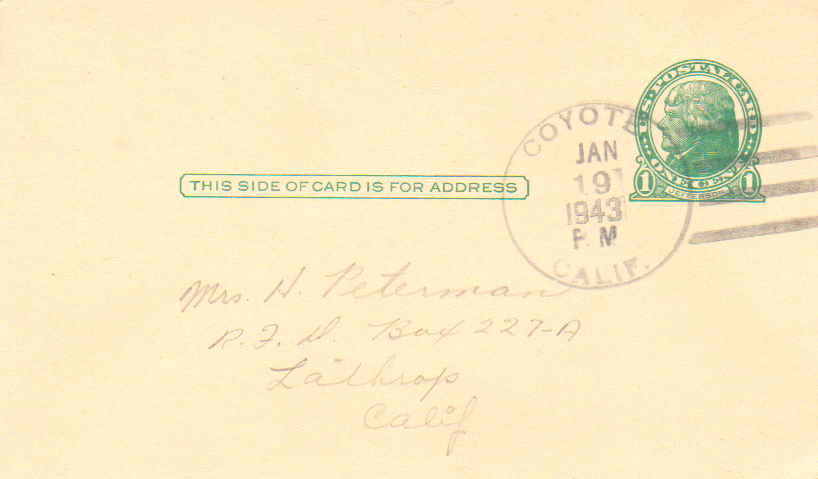 U.S. POSTAL CARD
ONE CENT
1 JEFFERSON 1
COYOTE
JAN
19
1943
P M
CALIF.
THIS SIDE OF CARD IS FOR ADDRESS
Mrs. H. Peterman
R.F.D. Box 227-A
Lathrop
Calif